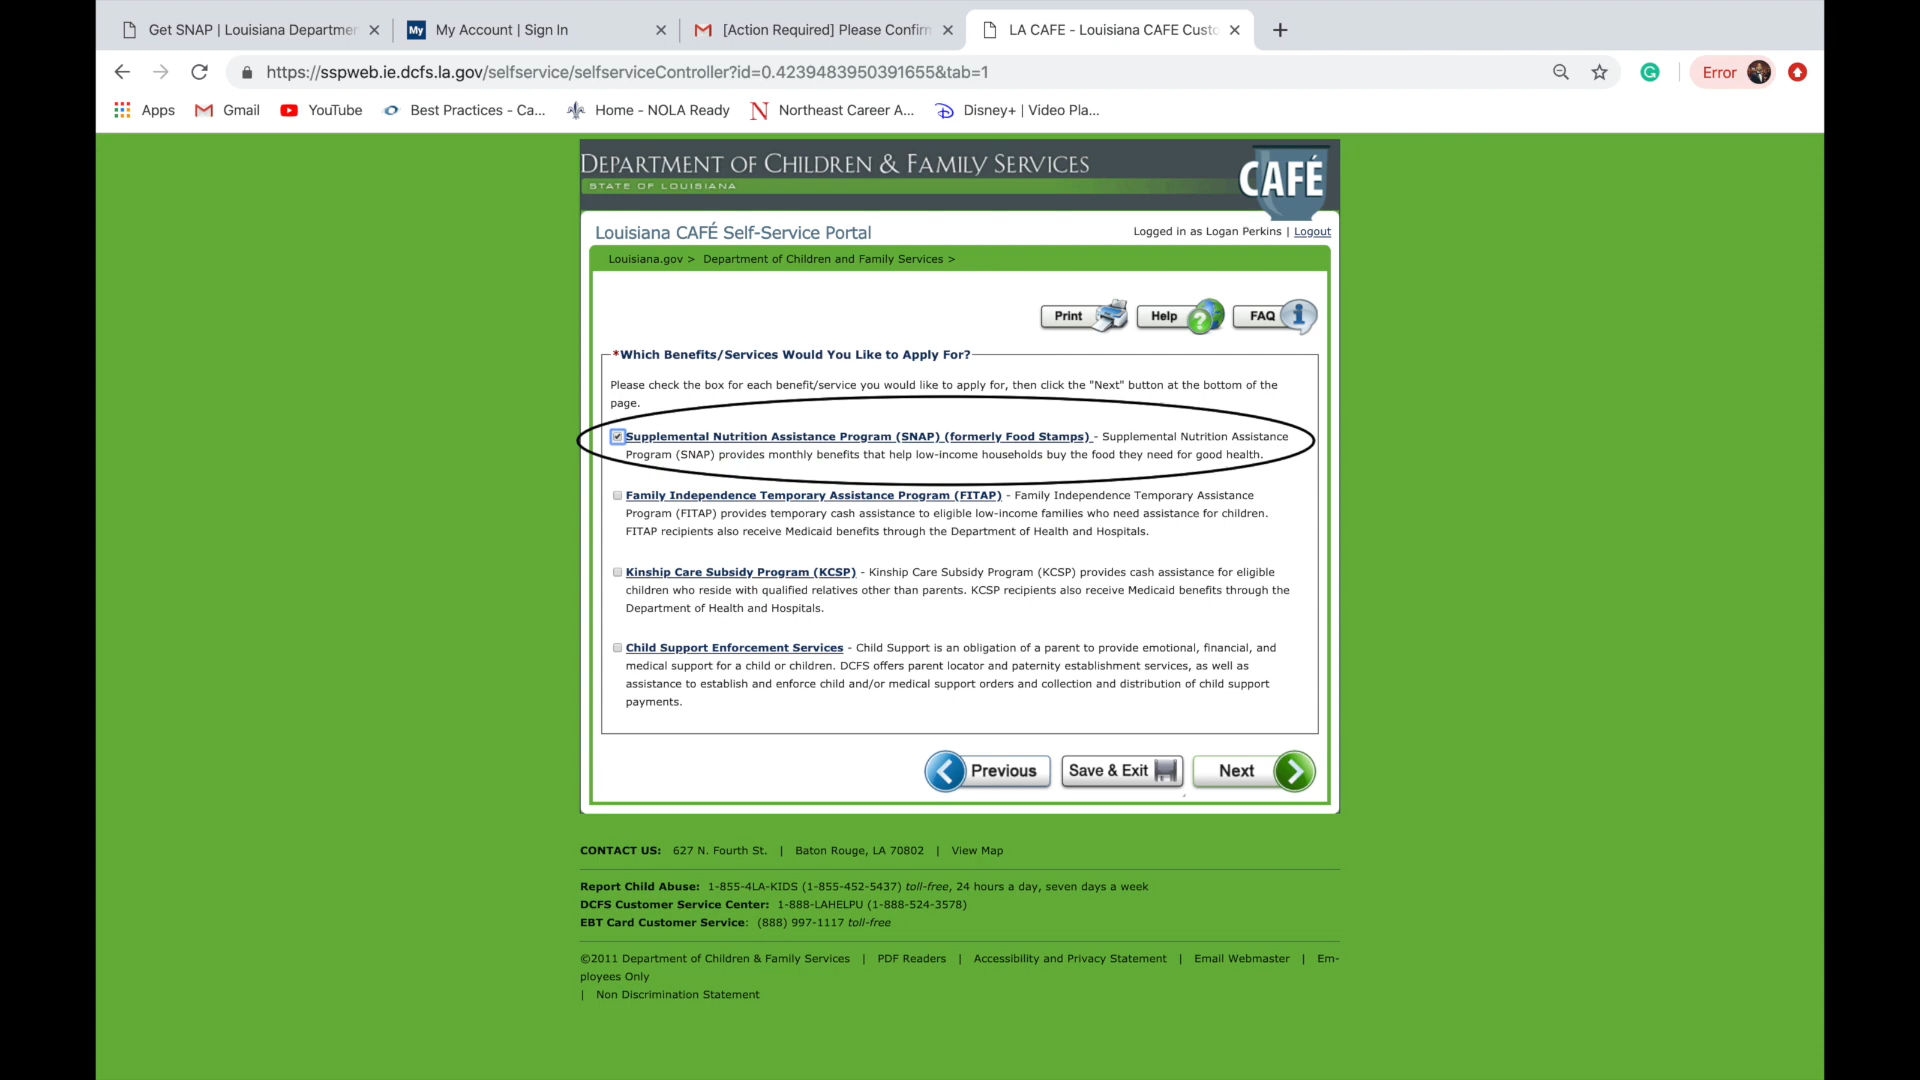 Get SNAP | Louisiana Departmen
My Account | Sign In
[Action Required] Please Confirm
LA CAFE - Louisiana CAFE Custo
https://sspweb.ie.dcfs.la.gov/selfservice/selfserviceController?id=0.4239483950391655&tab=1
Error
Apps
Gmail
YouTube
Best Practices - Ca...
Home - NOLA Ready
Northeast Career A...
Disney+ | Video Pla...
DEPARTMENT OF CHILDREN & FAMILY SERVICES
STATE OF LOUISIANA
CAFÉ
Louisiana CAFÉ Self-Service Portal
Logged in as Logan Perkins | Logout
Louisiana.gov > Department of Children and Family Services >
Print
Help
FAQ
*Which Benefits/Services Would You Like to Apply For?
Please check the box for each benefit/service you would like to apply for, then click the "Next" button at the bottom of the
page.
Supplemental Nutrition Assistance Program (SNAP) (formerly Food Stamps) - Supplemental Nutrition Assistance
Program (SNAP) provides monthly benefits that help low-income households buy the food they need for good health.
Family Independence Temporary Assistance Program (FITAP) - Family Independence Temporary Assistance
Program (FITAP) provides temporary cash assistance to eligible low-income families who need assistance for children.
FITAP recipients also receive Medicaid benefits through the Department of Health and Hospitals.
Kinship Care Subsidy Program (KCSP) - Kinship Care Subsidy Program (KCSP) provides cash assistance for eligible
children who reside with qualified relatives other than parents. KCSP recipients also receive Medicaid benefits through the
Department of Health and Hospitals.
Child Support Enforcement Services - Child Support is an obligation of a parent to provide emotional, financial, and
medical support for a child or children. DCFS offers parent locator and paternity establishment services, as well as
assistance to establish and enforce child and/or medical support orders and collection and distribution of child support
payments.
Previous
Save & Exit
Next
CONTACT US: 627 N. Fourth St. | Baton Rouge, LA 70802 | View Map
Report Child Abuse: 1-855-4LA-KIDS (1-855-452-5437) toll-free, 24 hours a day, seven days a week
DCFS Customer Service Center: 1-888-LAHELPU (1-888-524-3578)
EBT Card Customer Service: (888) 997-1117 toll-free
©2011 Department of Children & Family Services | PDF Readers | Accessibility and Privacy Statement | Email Webmaster | Em-
ployees Only
| Non Discrimination Statement